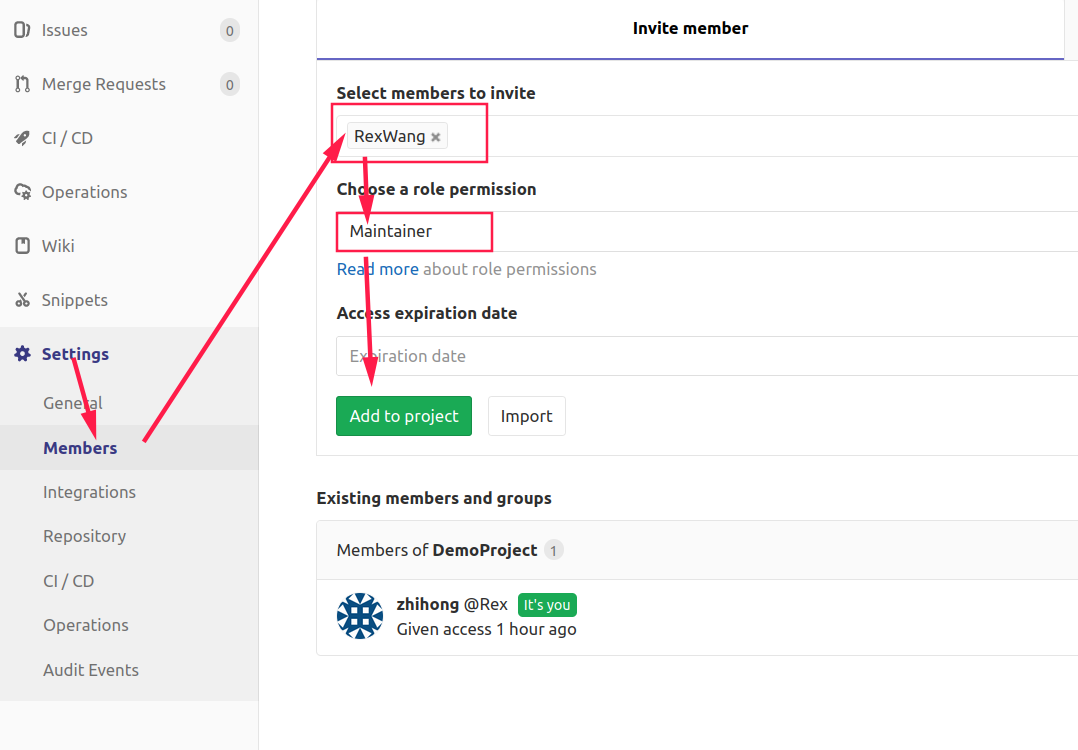 Issues 0
Merge Requests 0
CI / CD
Operations
Wiki
Snippets
Settings
General
Members
Integrations
Repository
CI / CD
Operations
Audit Events
Invite member
Select members to invite
RexWang ×
Choose a role permission
Maintainer
Read more about role permissions
Access expiration date
Expiration date
Add to project Import
Existing members and groups
Members of DemoProject 1
zhihong @Rex It's you
Given access 1 hour ago